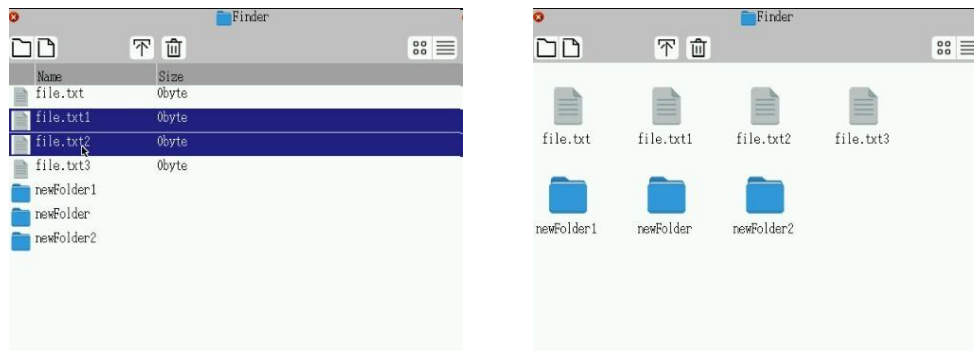 Finder
Name Size
file.txt 0byte
file.txt1 0byte
file.txt2 0byte
file.txt3 0byte
newFolder1
newFolder
newFolder2
Finder
file.txt file.txt1 file.txt2 file.txt3
newFolder1 newFolder newFolder2